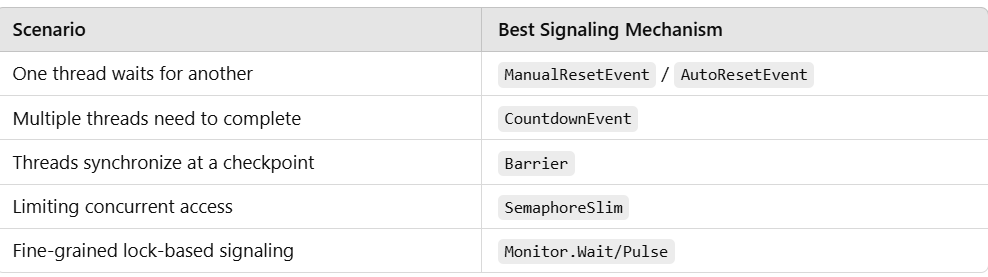 Scenario Best Signaling Mechanism
One thread waits for another ManualResetEvent / AutoResetEvent
Multiple threads need to complete CountdownEvent
Threads synchronize at a checkpoint Barrier
Limiting concurrent access SemaphoreSlim
Fine-grained lock-based signaling Monitor.Wait/Pulse